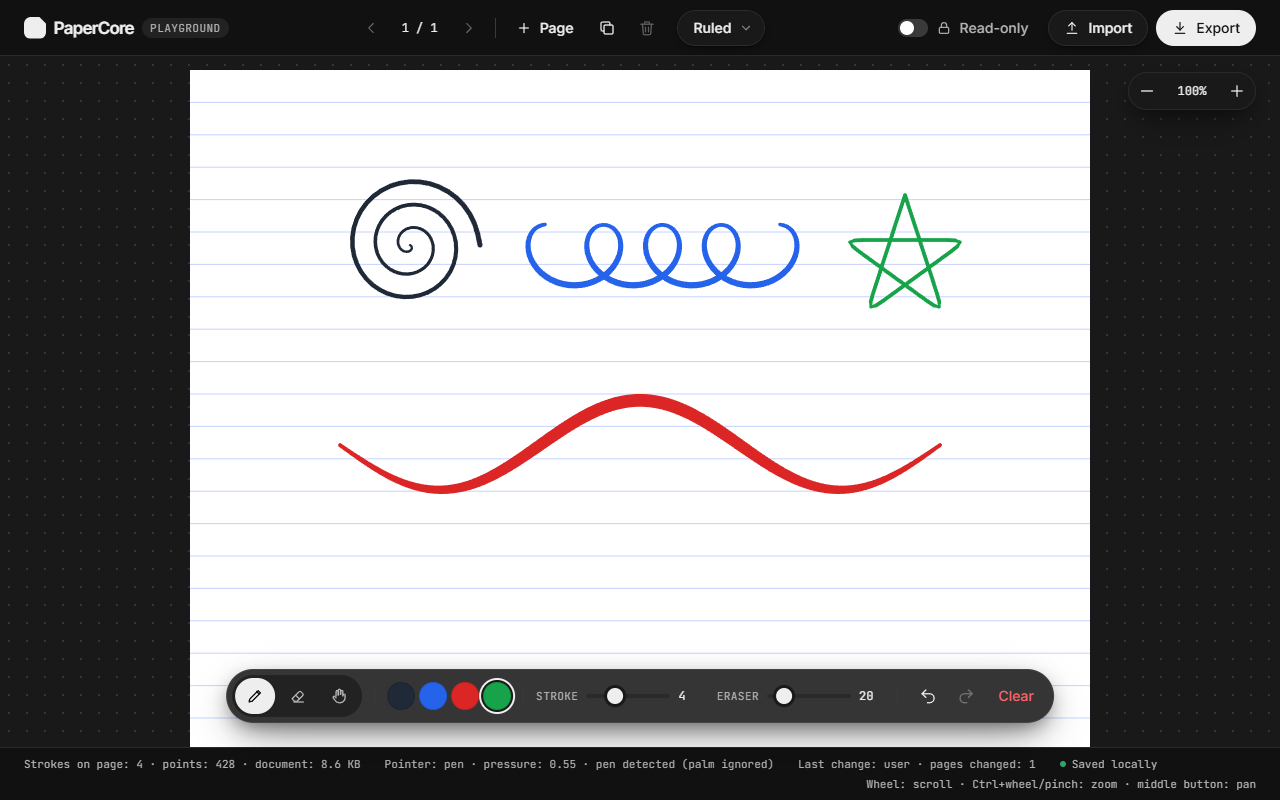 PaperCore PLAYGROUND 1 / 1 Page Ruled Read-only Import Export
100%
STROKE 4 ERASER 20 Clear
Strokes on page: 4 · points: 428 · document: 8.6 KB Pointer: pen · pressure: 0.55 · pen detected (palm ignored) Last change: user · pages changed: 1 Saved locally
Wheel: scroll · Ctrl+wheel/pinch: zoom · middle button: pan